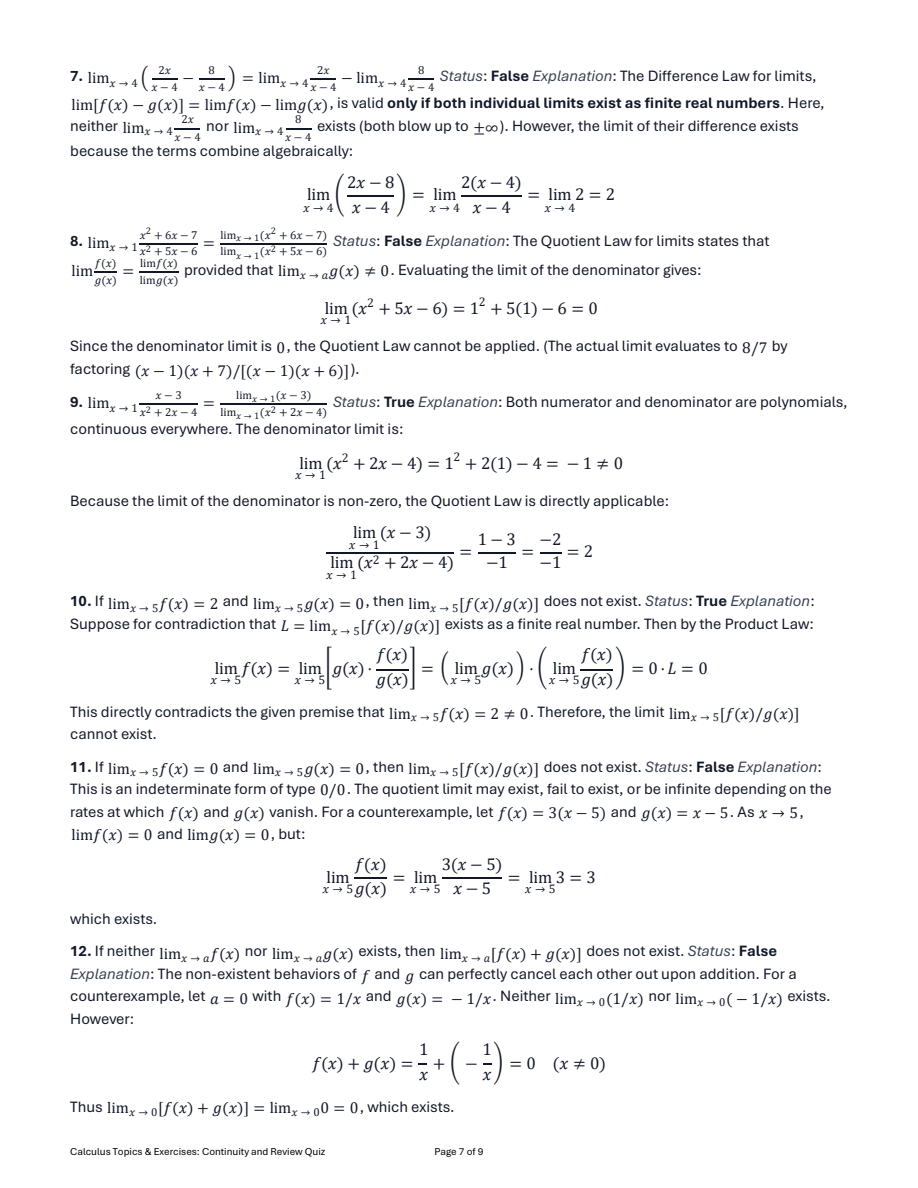 7. lim_{x → 4} ( 2x/(x − 4) − 8/(x − 4) ) = lim_{x → 4} 2x/(x − 4) − lim_{x → 4} 8/(x − 4) Status: False Explanation: The Difference Law for limits,
lim[f(x) − g(x)] = limf(x) − limg(x), is valid only if both individual limits exist as finite real numbers. Here,
neither lim_{x → 4} 2x/(x − 4) nor lim_{x → 4} 8/(x − 4) exists (both blow up to ±∞). However, the limit of their difference exists
because the terms combine algebraically:
lim_{x → 4} ( (2x − 8)/(x − 4) ) = lim_{x → 4} 2(x − 4)/(x − 4) = lim_{x → 4} 2 = 2
8. lim_{x → 1} (x² + 6x − 7)/(x² + 5x − 6) = lim_{x → 1}(x² + 6x − 7)/lim_{x → 1}(x² + 5x − 6) Status: False Explanation: The Quotient Law for limits states that
lim f(x)/g(x) = limf(x)/limg(x) provided that lim_{x → a} g(x) ≠ 0. Evaluating the limit of the denominator gives:
lim_{x → 1} (x² + 5x − 6) = 1² + 5(1) − 6 = 0
Since the denominator limit is 0, the Quotient Law cannot be applied. (The actual limit evaluates to 8/7 by
factoring (x − 1)(x + 7)/[(x − 1)(x + 6)]).
9. lim_{x → 1} (x − 3)/(x² + 2x − 4) = lim_{x → 1}(x − 3)/lim_{x → 1}(x² + 2x − 4) Status: True Explanation: Both numerator and denominator are polynomials,
continuous everywhere. The denominator limit is:
lim_{x → 1} (x² + 2x − 4) = 1² + 2(1) − 4 = − 1 ≠ 0
Because the limit of the denominator is non-zero, the Quotient Law is directly applicable:
lim_{x → 1} (x − 3)/lim_{x → 1} (x² + 2x − 4) = (1 − 3)/−1 = −2/−1 = 2
10. If lim_{x → 5} f(x) = 2 and lim_{x → 5} g(x) = 0, then lim_{x → 5} [f(x)/g(x)] does not exist. Status: True Explanation:
Suppose for contradiction that L = lim_{x → 5} [f(x)/g(x)] exists as a finite real number. Then by the Product Law:
lim_{x → 5} f(x) = lim_{x → 5} [ g(x) · f(x)/g(x) ] = ( lim_{x → 5} g(x) ) · ( lim_{x → 5} f(x)/g(x) ) = 0 · L = 0
This directly contradicts the given premise that lim_{x → 5} f(x) = 2 ≠ 0. Therefore, the limit lim_{x → 5} [f(x)/g(x)]
cannot exist.
11. If lim_{x → 5} f(x) = 0 and lim_{x → 5} g(x) = 0, then lim_{x → 5} [f(x)/g(x)] does not exist. Status: False Explanation:
This is an indeterminate form of type 0/0. The quotient limit may exist, fail to exist, or be infinite depending on the
rates at which f(x) and g(x) vanish. For a counterexample, let f(x) = 3(x − 5) and g(x) = x − 5. As x → 5,
limf(x) = 0 and limg(x) = 0, but:
lim_{x → 5} f(x)/g(x) = lim_{x → 5} 3(x − 5)/(x − 5) = lim_{x → 5} 3 = 3
which exists.
12. If neither lim_{x → a} f(x) nor lim_{x → a} g(x) exists, then lim_{x → a} [f(x) + g(x)] does not exist. Status: False
Explanation: The non-existent behaviors of f and g can perfectly cancel each other out upon addition. For a
counterexample, let a = 0 with f(x) = 1/x and g(x) = − 1/x. Neither lim_{x → 0} (1/x) nor lim_{x → 0} ( − 1/x) exists.
However:
f(x) + g(x) = 1/x + ( − 1/x ) = 0 (x ≠ 0)
Thus lim_{x → 0} [f(x) + g(x)] = lim_{x → 0} 0 = 0, which exists.
Calculus Topics & Exercises: Continuity and Review Quiz Page 7 of 9